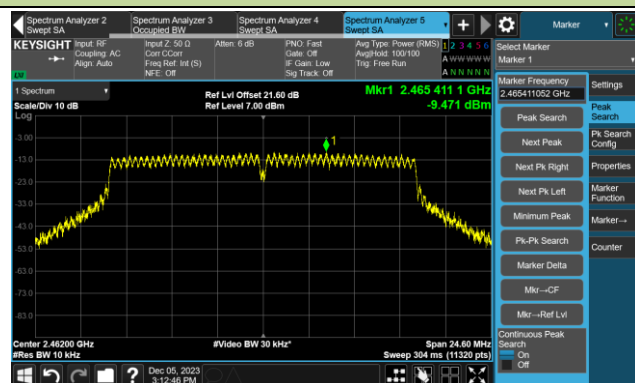 Spectrum Analyzer 2
Swept SA
Spectrum Analyzer 3
Occupied BW
Spectrum Analyzer 4
Swept SA
Spectrum Analyzer 5
Swept SA
+
Marker
KEYSIGHT
Input: RF
Coupling: AC
Align: Auto
Input Z: 50 Ω
Corr CCorr
Freq Ref: Int (S)
NFE: Off
Atten: 6 dB
PNO: Fast
Gate: Off
IF Gain: Low
Sig Track: Off
Avg Type: Power (RMS)
Avg|Hold: 100/100
Trig: Free Run
1 2 3 4 5 6
A W W W W W
A N N N N N
Select Marker
Marker 1
Marker Frequency
2.465411052 GHz
Settings
1 Spectrum
Scale/Div 10 dB
Log
Ref Lvl Offset 21.60 dB
Ref Level 7.00 dBm
Mkr1 2.465 411 1 GHz
-9.471 dBm
Peak Search
Peak
Search
Next Peak
Pk Search
Config
Next Pk Right
Properties
Next Pk Left
Marker
Function
Minimum Peak
Marker→
Pk-Pk Search
Counter
Marker Delta
Mkr→CF
Mkr→Ref Lvl
Continuous Peak
Search
On
Off
1
-3.00
-13.0
-23.0
-33.0
-43.0
-53.0
-63.0
-73.0
-83.0
Center 2.46200 GHz
#Res BW 10 kHz
#Video BW 30 kHz*
Span 24.60 MHz
Sweep 304 ms (11320 pts)
?
Dec 05, 2023
3:12:46 PM